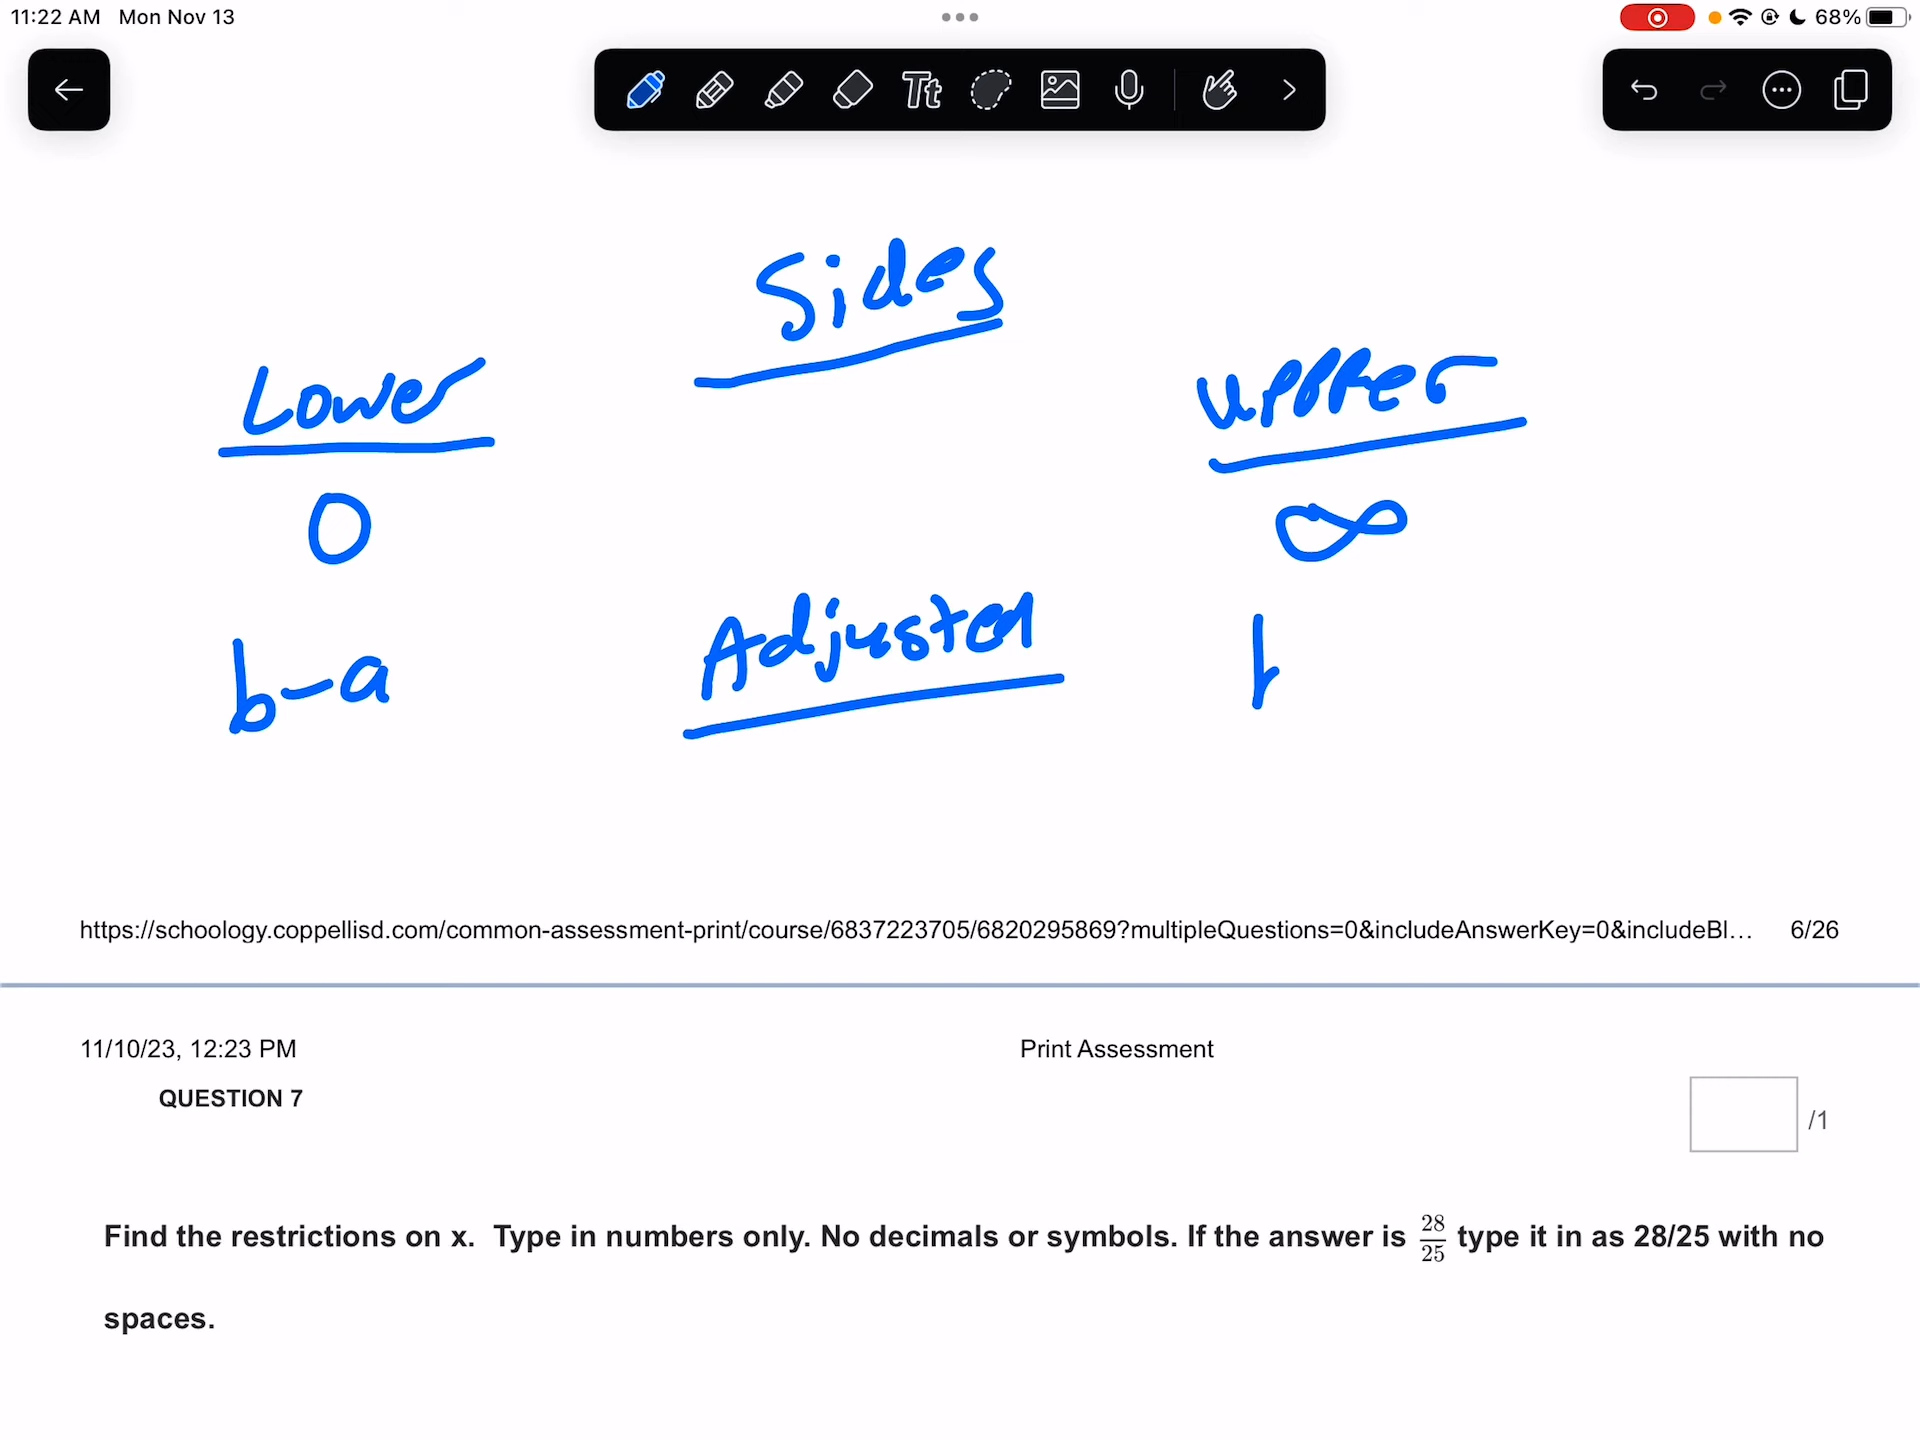 11:22 AM Mon Nov 13
68%
Tt
Sides
Lower
upper
0
∞
Adjusted
b-a
https://schoology.coppellisd.com/common-assessment-print/course/6837223705/6820295869?multipleQuestions=0&includeAnswerKey=0&includeBl... 6/26
11/10/23, 12:23 PM Print Assessment
QUESTION 7
/1
Find the restrictions on x. Type in numbers only. No decimals or symbols. If the answer is 28/25 type it in as 28/25 with no
spaces.